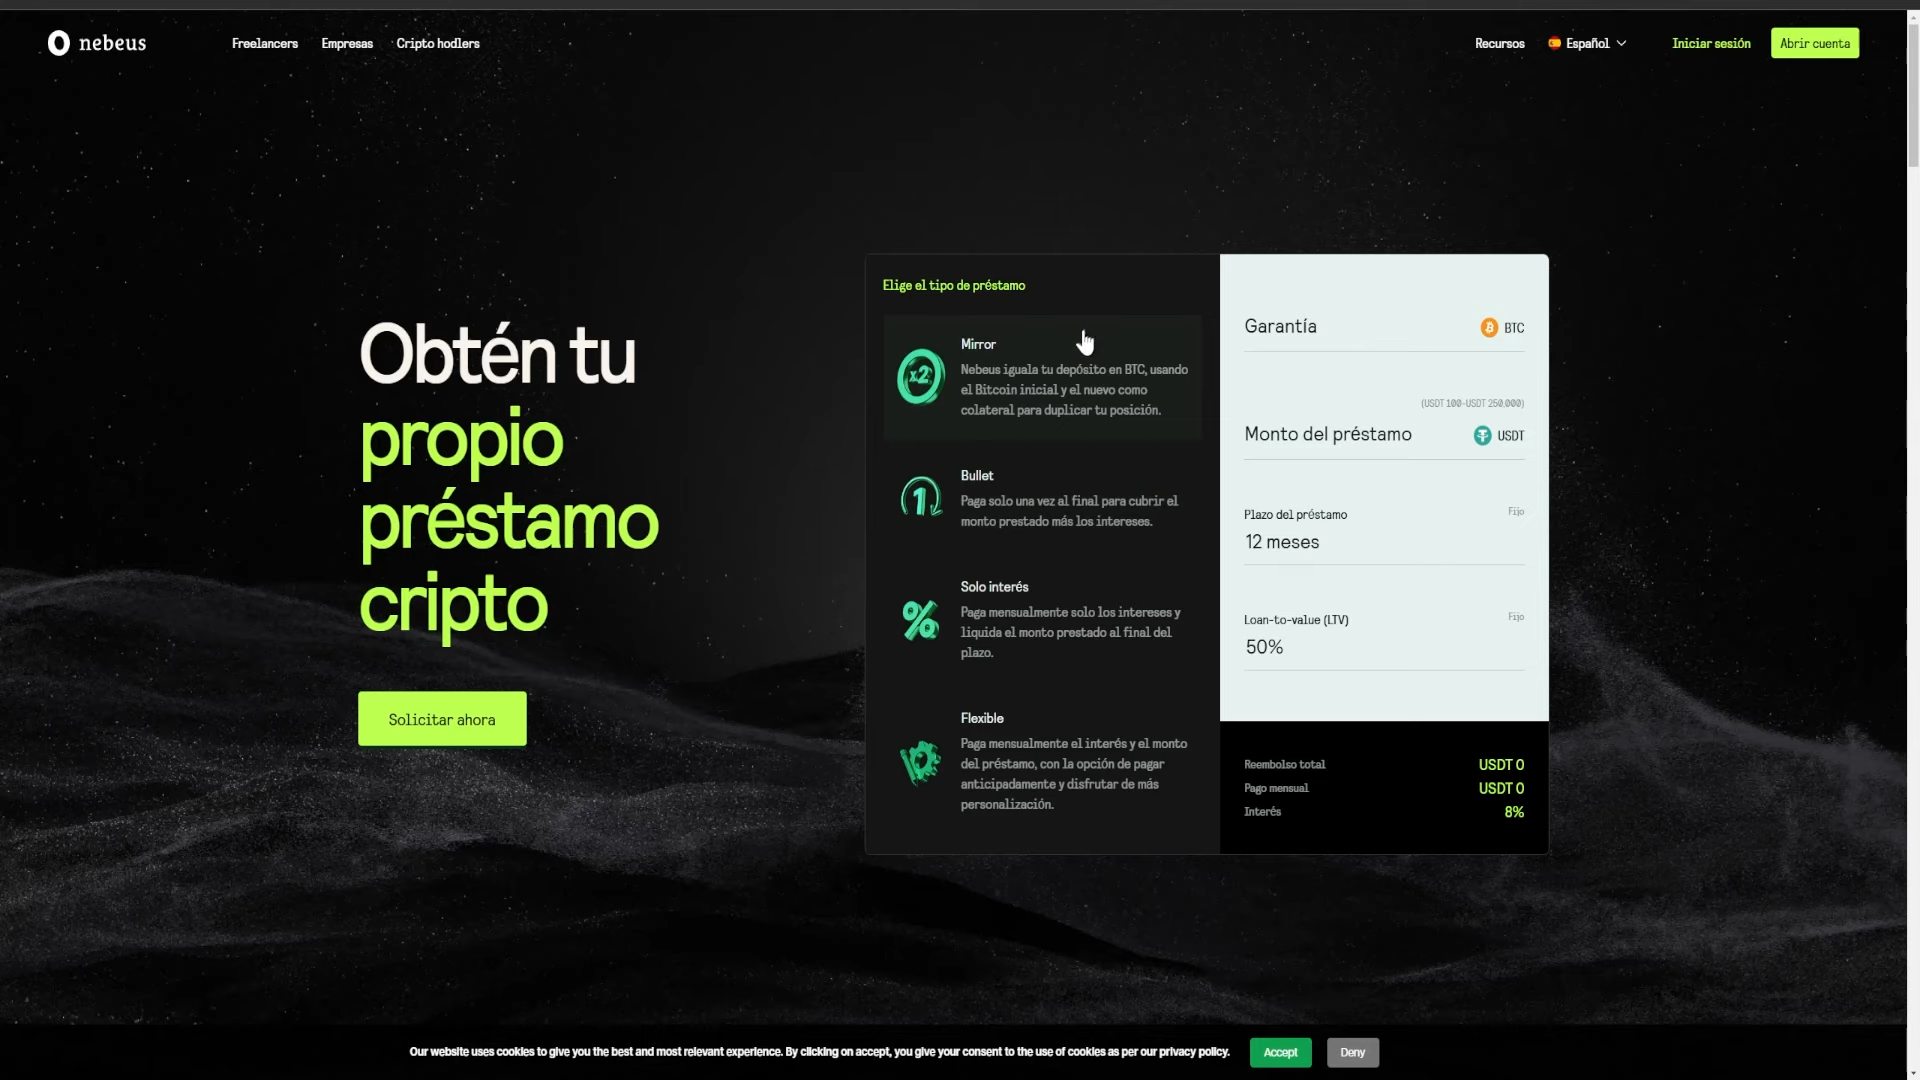 nebeus
Freelancers
Empresas
Cripto hodlers
Recursos
Español
Iniciar sesión
Abrir cuenta
Obtén tu
propio
préstamo
cripto
Solicitar ahora
Elige el tipo de préstamo
x2
Mirror
Nebeus iguala tu depósito en BTC, usando
el Bitcoin inicial y el nuevo como
colateral para duplicar tu posición.
1
Bullet
Paga solo una vez al final para cubrir el
monto prestado más los intereses.
%
Solo interés
Paga mensualmente solo los intereses y
liquida el monto prestado al final del
plazo.
Flexible
Paga mensualmente el interés y el monto
del préstamo, con la opción de pagar
anticipadamente y disfrutar de más
personalización.
Garantía
BTC
(USDT 100-USDT 250,000)
Monto del préstamo
USDT
Plazo del préstamo
Fijo
12 meses
Loan-to-value (LTV)
Fijo
50%
Reembolso total
USDT 0
Pago mensual
USDT 0
Interés
8%
Our website uses cookies to give you the best and most relevant experience. By clicking on accept, you give your consent to the use of cookies as per our privacy policy.
Accept
Deny